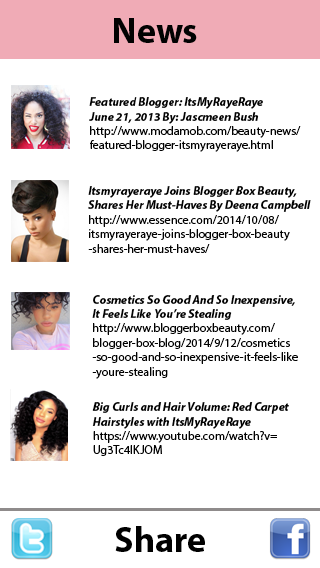 News
Featured Blogger: ItsMyRayeRaye
June 21, 2013 By: Jascmeen Bush
http://www.modamob.com/beauty-news/
featured-blogger-itsmyrayeraye.html
Itsmyrayeraye Joins Blogger Box Beauty,
Shares Her Must-Haves By Deena Campbell
http://www.essence.com/2014/10/08/
itsmyrayeraye-joins-blogger-box-beauty
-shares-her-must-haves/
Cosmetics So Good And So Inexpensive,
It Feels Like You’re Stealing
http://www.bloggerboxbeauty.com/
blogger-box-blog/2014/9/12/cosmetics
-so-good-and-so-inexpensive-it-feels-like
-youre-stealing
Big Curls and Hair Volume: Red Carpet
Hairstyles with ItsMyRayeRaye
https://www.youtube.com/watch?v=
Ug3Tc4lKJOM
t Share f